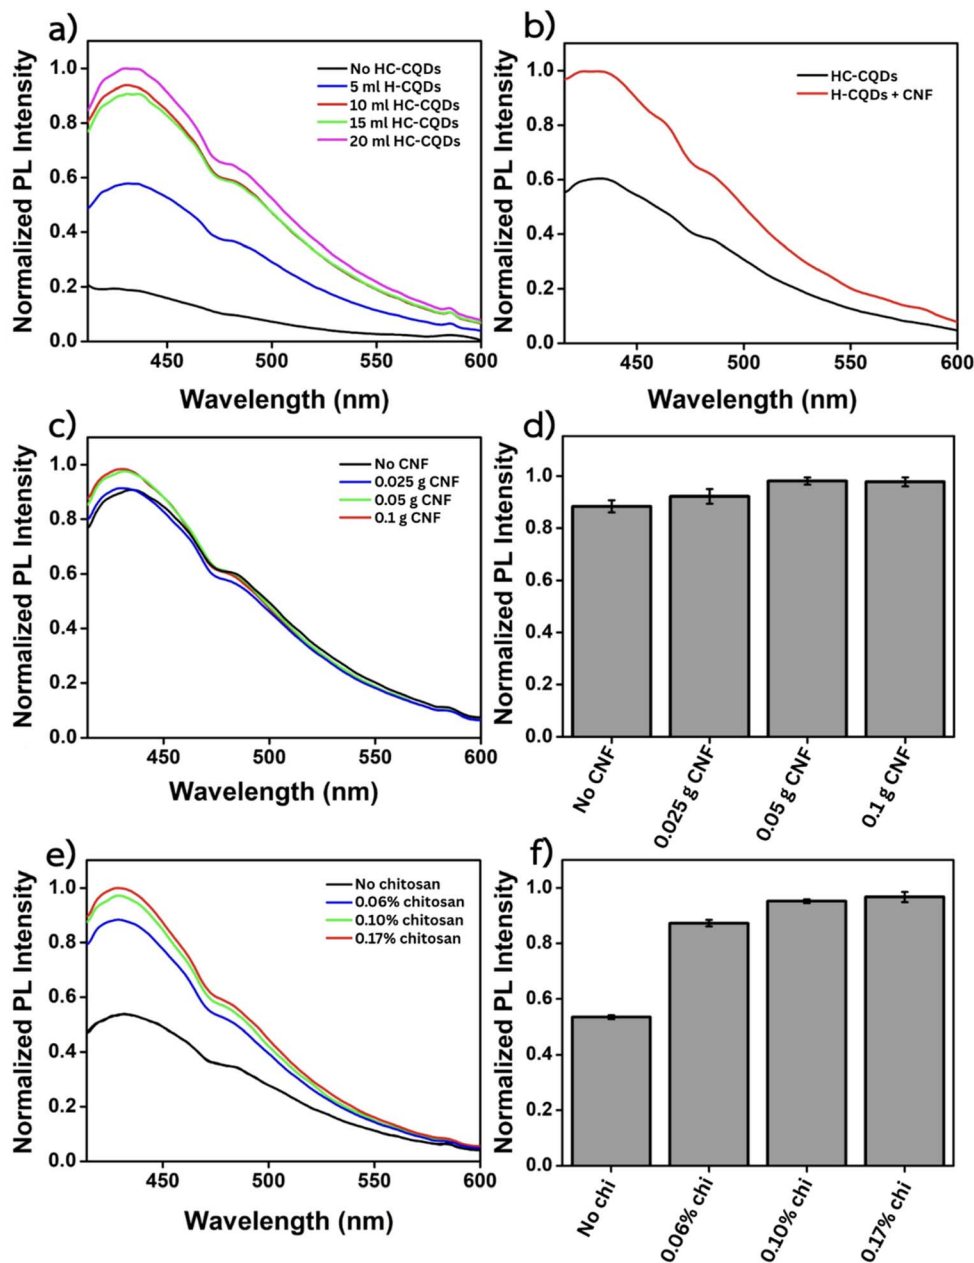 a)
Normalized PL Intensity
1.0
0.8
0.6
0.4
0.2
0.0
No HC-CQDs
5 ml H-CQDs
10 ml HC-CQDs
15 ml HC-CQDs
20 ml HC-CQDs
450
500
550
600
Wavelength (nm)
b)
Normalized PL Intensity
1.0
0.8
0.6
0.4
0.2
0.0
HC-CQDs
H-CQDs + CNF
450
500
550
600
Wavelength (nm)
c)
Normalized PL Intensity
1.0
0.8
0.6
0.4
0.2
0.0
No CNF
0.025 g CNF
0.05 g CNF
0.1 g CNF
450
500
550
600
Wavelength (nm)
d)
Normalized PL Intensity
1.0
0.8
0.6
0.4
0.2
0.0
No CNF
0.025 g CNF
0.05 g CNF
0.1 g CNF
e)
Normalized PL Intensity
1.0
0.8
0.6
0.4
0.2
0.0
No chitosan
0.06% chitosan
0.10% chitosan
0.17% chitosan
450
500
550
600
Wavelength (nm)
f)
Normalized PL Intensity
1.0
0.8
0.6
0.4
0.2
0.0
No chi
0.06% chi
0.10% chi
0.17% chi